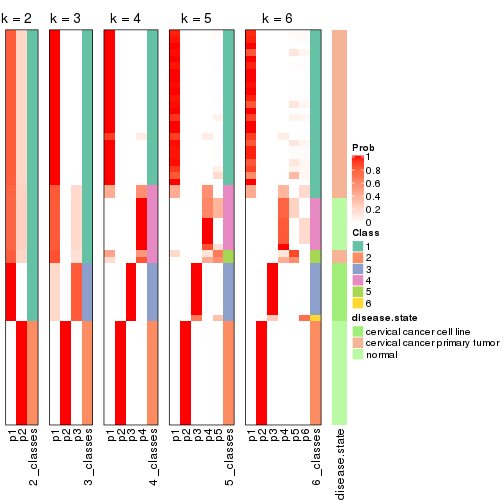 k = 2
k = 3
k = 4
k = 5
k = 6
Prob
1
0.8
0.6
0.4
0.2
0
Class
1
2
3
4
5
6
disease.state
cervical cancer cell line
cervical cancer primary tumor
normal
p1
p2
2_classes
p1
p2
p3
3_classes
p1
p2
p3
p4
4_classes
p1
p2
p3
p4
p5
5_classes
p1
p2
p3
p4
p5
p6
6_classes
disease.state